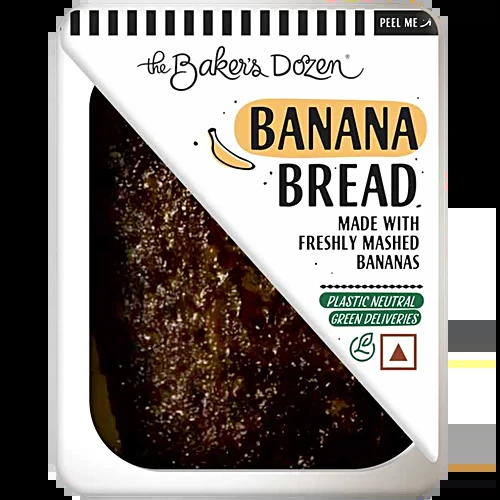 PEEL ME
the Baker's Dozen®
BANANA
BREAD
MADE WITH
FRESHLY MASHED
BANANAS
PLASTIC NEUTRAL
GREEN DELIVERIES